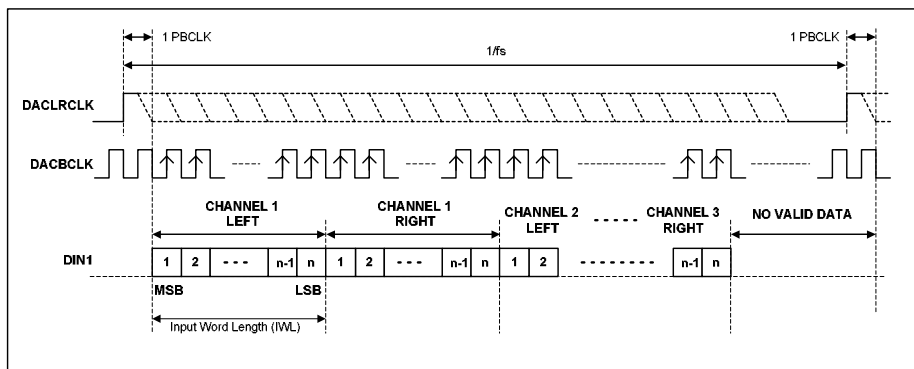 1 PBCLK
1 PBCLK
1/fs
DACLRCLK
DACBCLK
CHANNEL 1
LEFT
CHANNEL 1
RIGHT
CHANNEL 2
LEFT
CHANNEL 3
RIGHT
NO VALID DATA
DIN1
1 2 n-1 n 1 2 n-1 n 1 2 n-1 n
MSB
LSB
Input Word Length (IWL)